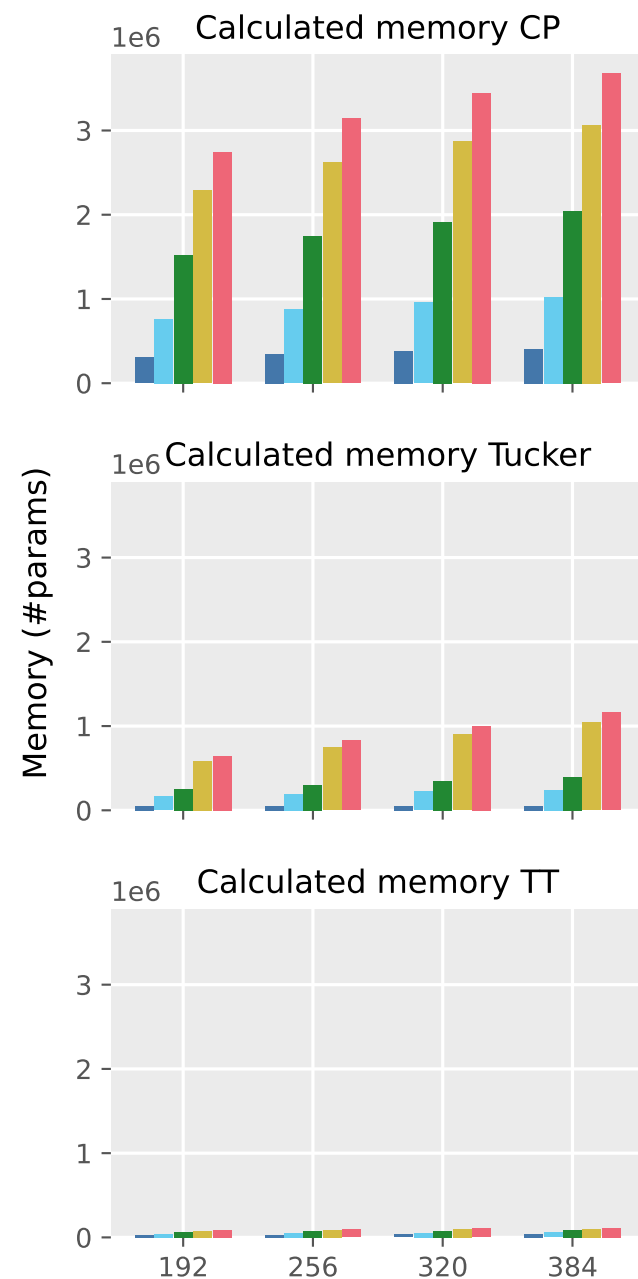 Calculated memory CP
1e6
3
2
1
0
Calculated memory Tucker
1e6
3
2
1
0
Memory (#params)
Calculated memory TT
1e6
3
2
1
0
192 256 320 384